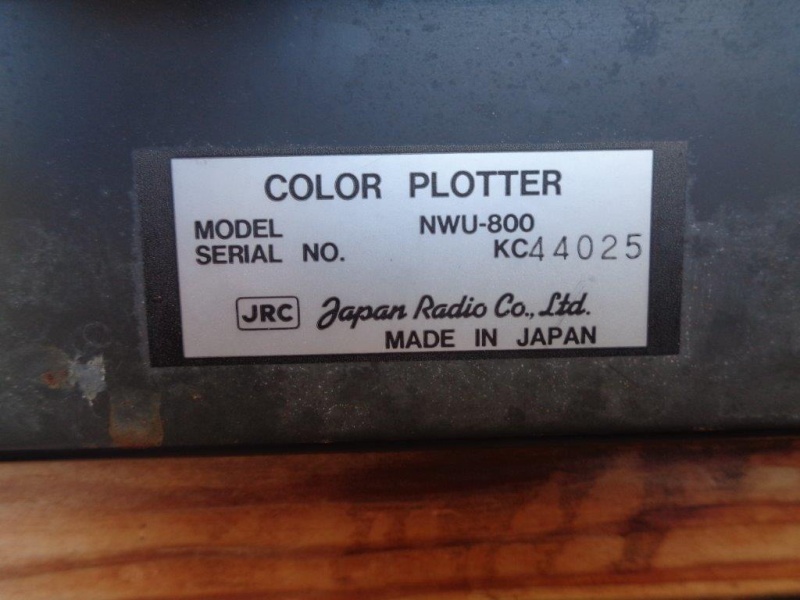 COLOR PLOTTER
MODEL NWU-800
SERIAL NO. KC44025
JRC Japan Radio Co., Ltd.
MADE IN JAPAN